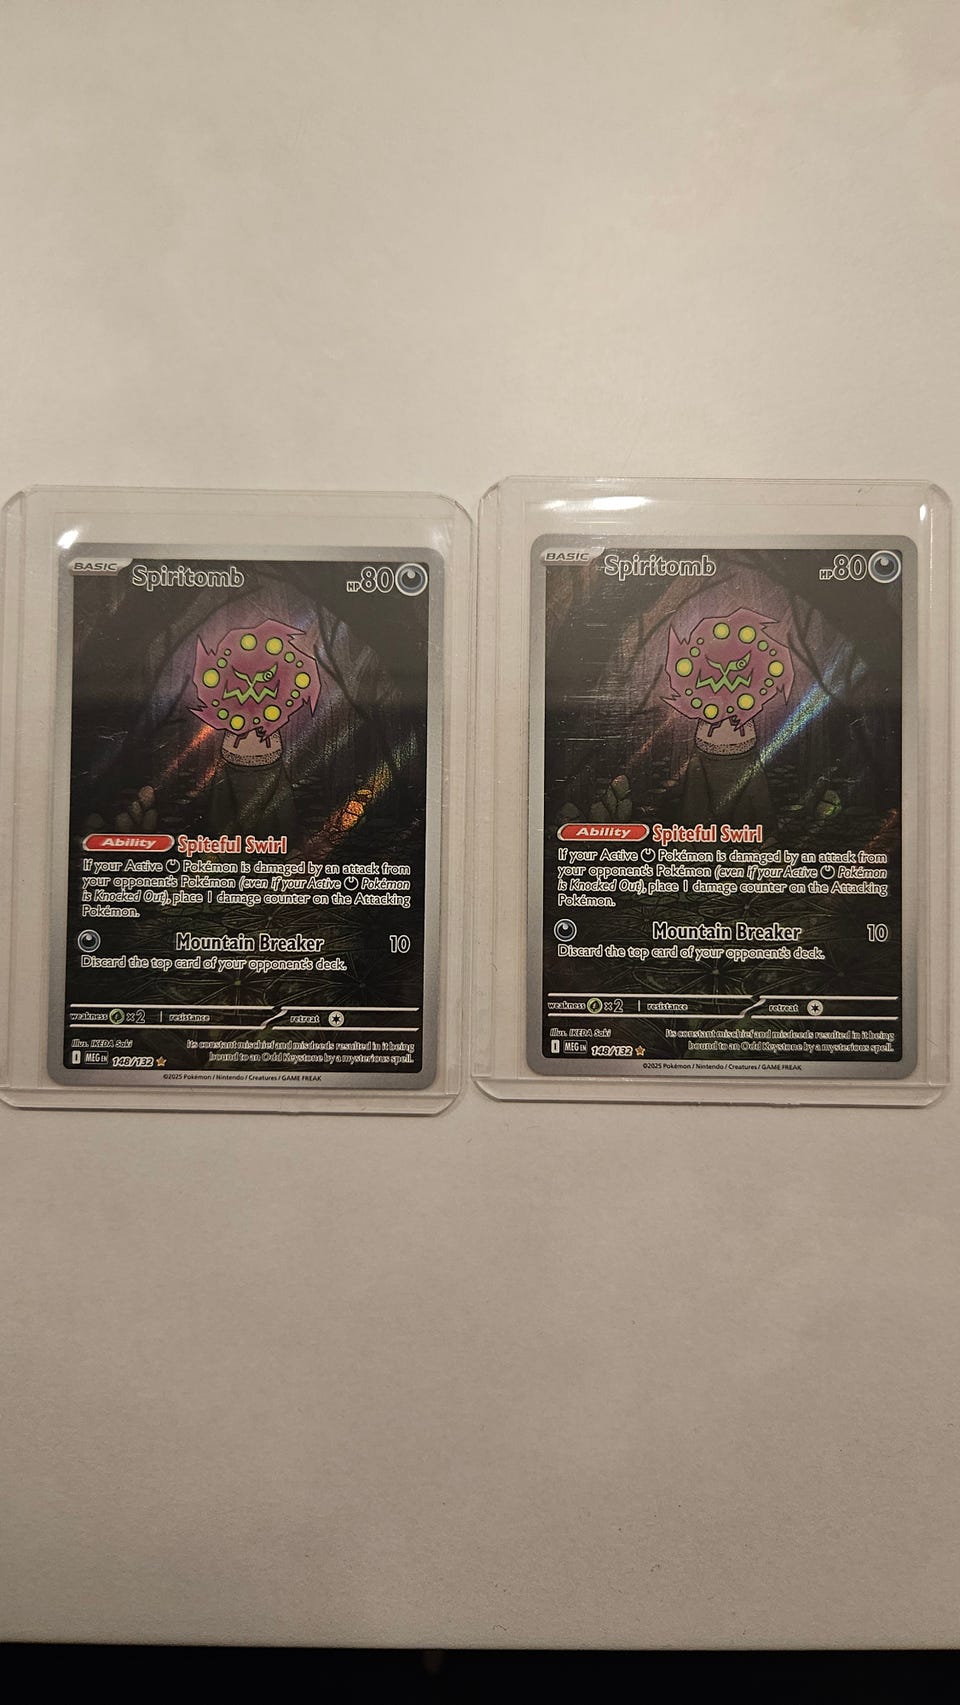 BASIC Spiritomb HP80
Ability Spiteful Swirl
If your Active Pokémon is damaged by an attack from
your opponent's Pokémon (even if your Active Pokémon
is Knocked Out), place 1 damage counter on the Attacking
Pokémon.
Mountain Breaker 10
Discard the top card of your opponent's deck.
weakness ×2 resistance retreat
Illus. IKEDA Saki
Its constant mischief and misdeeds resulted in it being
bound to an Odd Keystone by a mysterious spell.
I MEG EN 148/132
©2025 Pokémon / Nintendo / Creatures / GAME FREAK
BASIC Spiritomb HP80
Ability Spiteful Swirl
If your Active Pokémon is damaged by an attack from
your opponent's Pokémon (even if your Active Pokémon
is Knocked Out), place 1 damage counter on the Attacking
Pokémon.
Mountain Breaker 10
Discard the top card of your opponent's deck.
weakness ×2 resistance retreat
Illus. IKEDA Saki
Its constant mischief and misdeeds resulted in it being
bound to an Odd Keystone by a mysterious spell.
I MEG EN 148/132
©2025 Pokémon / Nintendo / Creatures / GAME FREAK